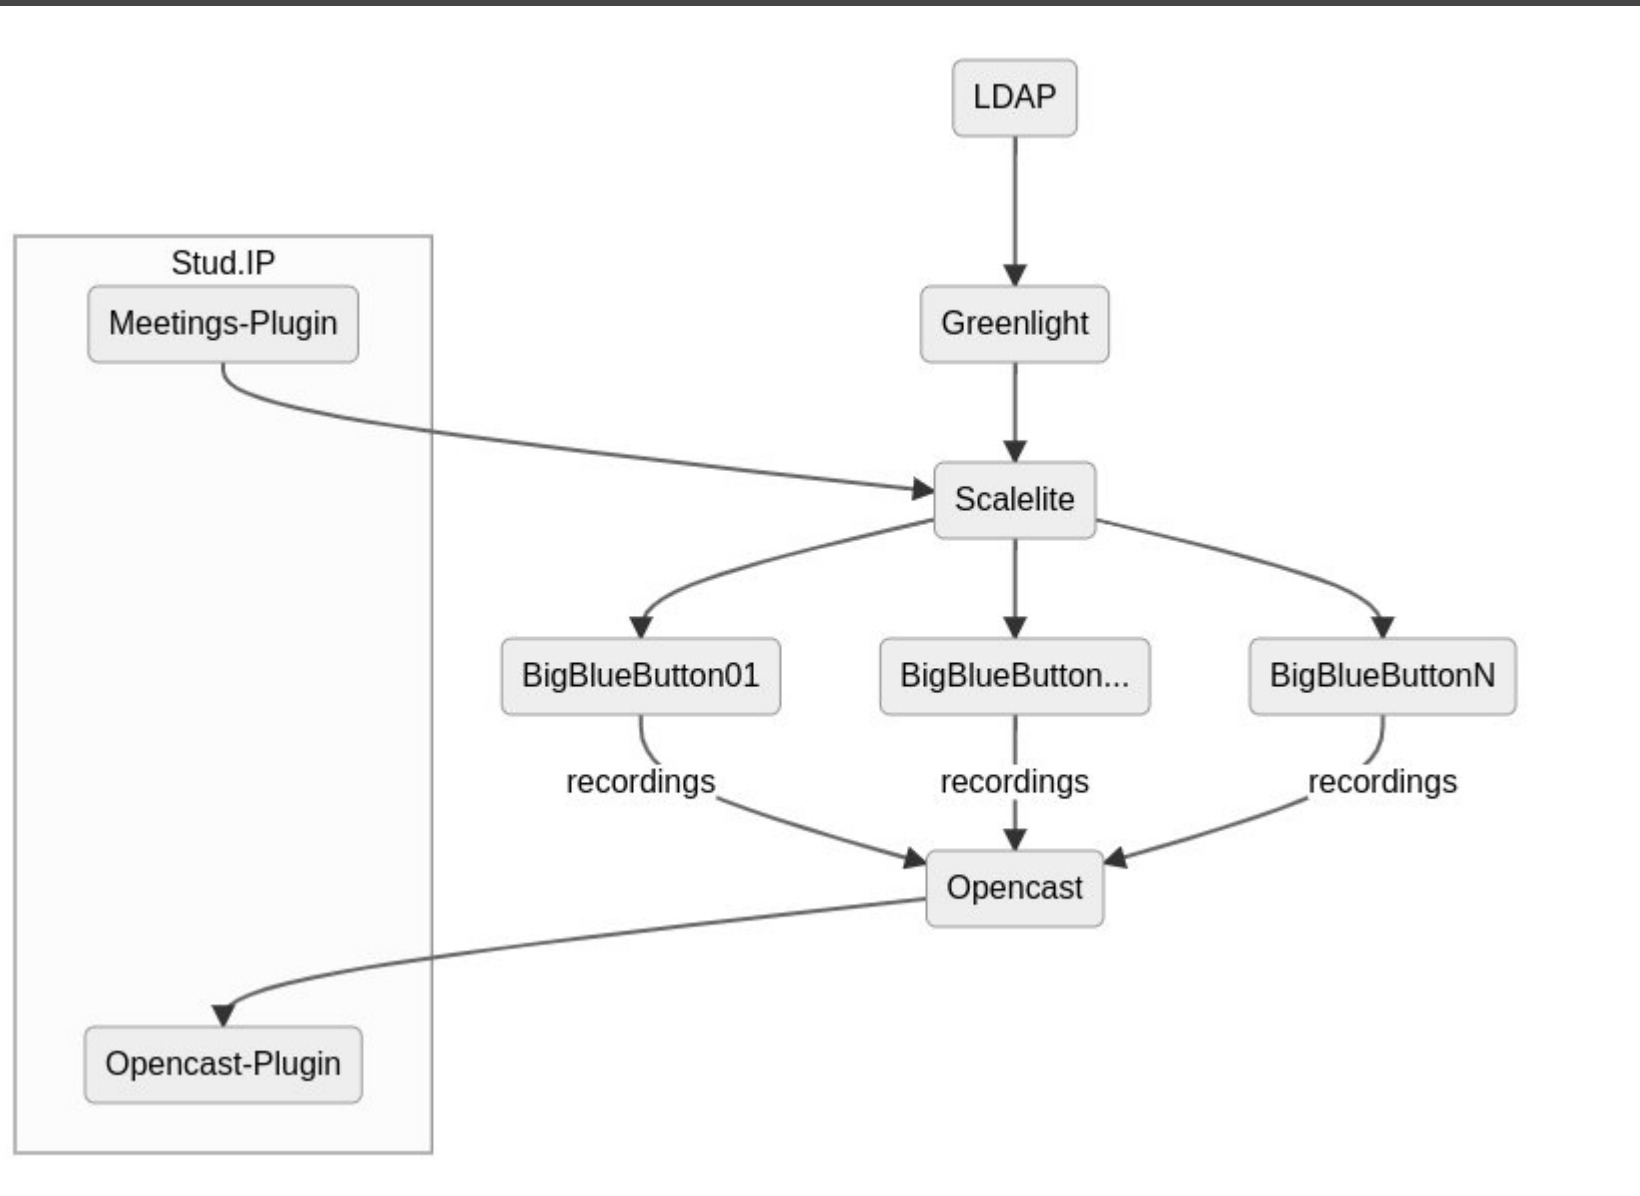 LDAP
Stud.IP
Meetings-Plugin
Greenlight
Scalelite
BigBlueButton01
BigBlueButton...
BigBlueButtonN
recordings
recordings
recordings
Opencast
Opencast-Plugin